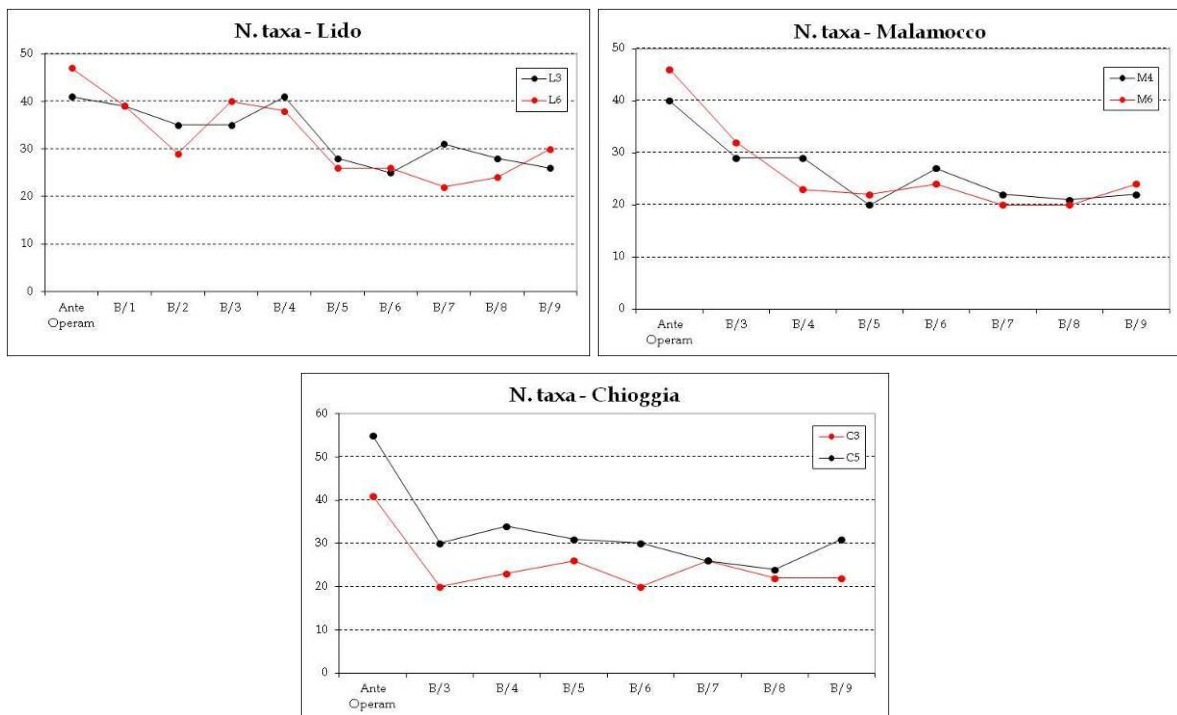 N. taxa - Lido
50
40
30
20
10
0
L3
L6
Ante
Operam
B/1
B/2
B/3
B/4
B/5
B/6
B/7
B/8
B/9
N. taxa - Malamocco
50
40
30
20
10
0
M4
M6
Ante
Operam
B/3
B/4
B/5
B/6
B/7
B/8
B/9
N. taxa - Chioggia
60
50
40
30
20
10
0
C3
C5
Ante
Operam
B/3
B/4
B/5
B/6
B/7
B/8
B/9